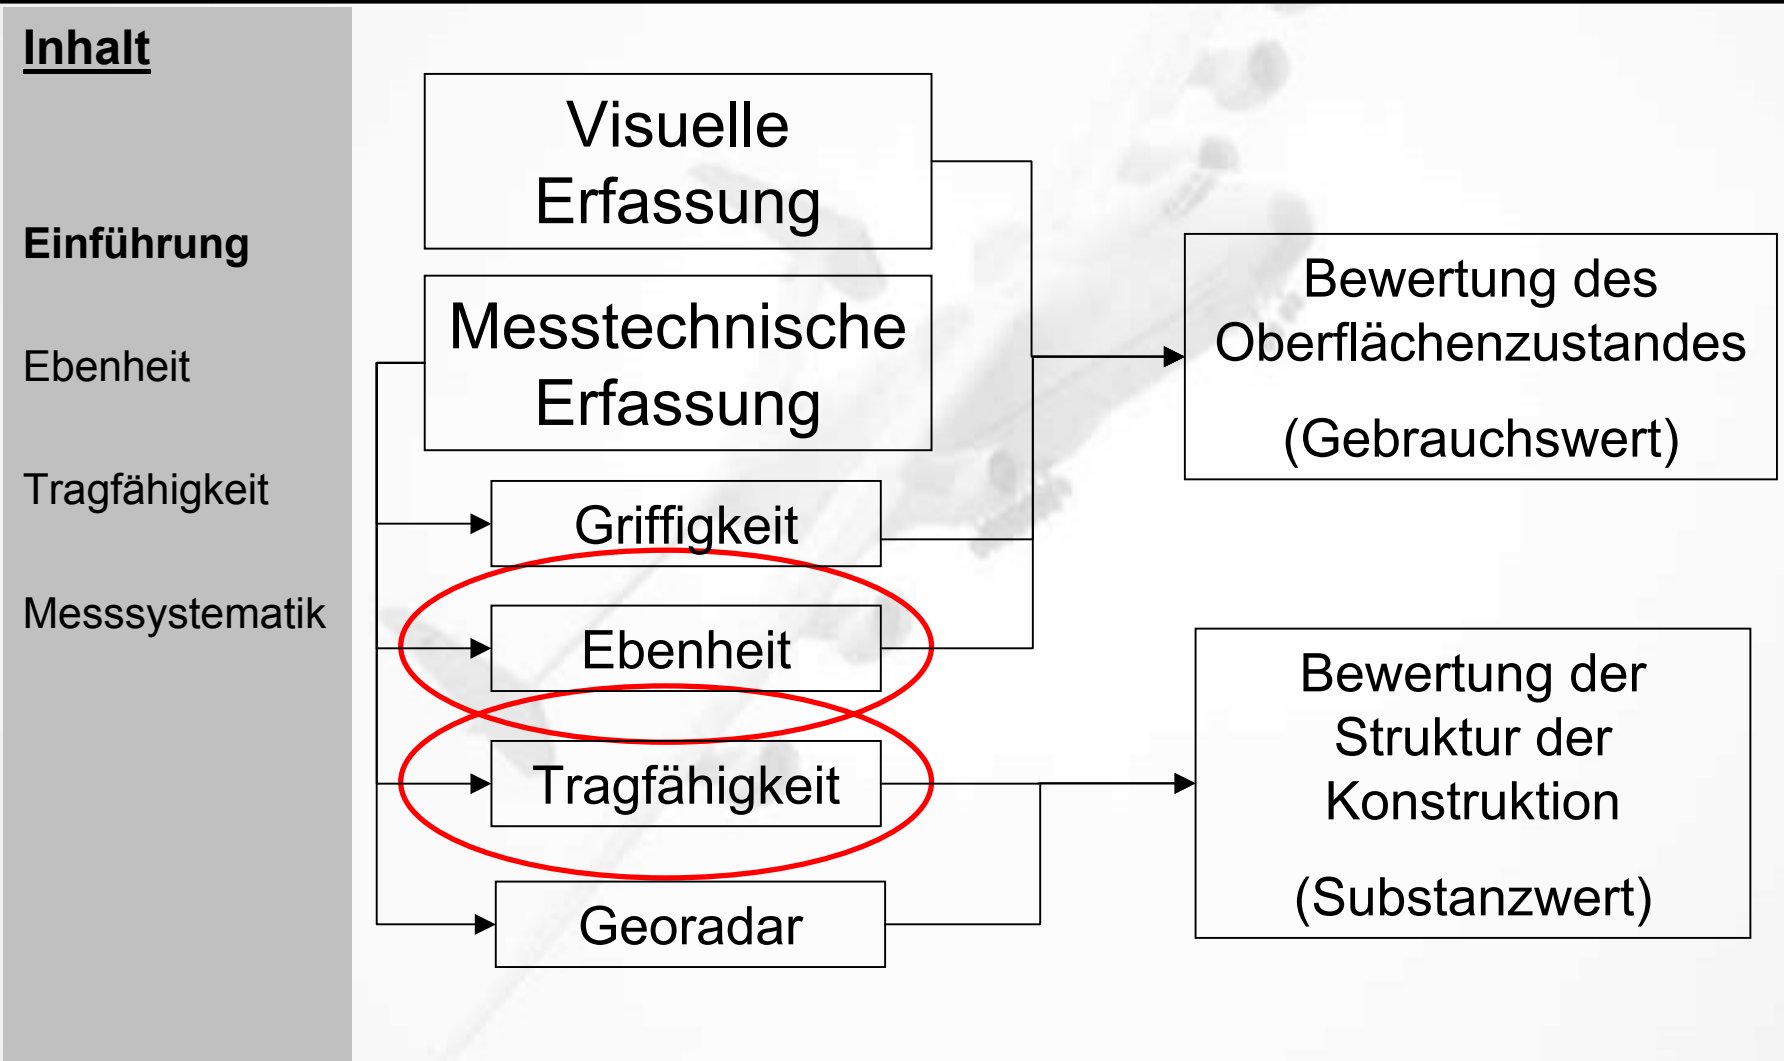 Inhalt
Einführung
Ebenheit
Tragfähigkeit
Messsystematik
Visuelle
Erfassung
Messtechnische
Erfassung
Griffigkeit
Ebenheit
Tragfähigkeit
Georadar
Bewertung des
Oberflächenzustandes
(Gebrauchswert)
Bewertung der
Struktur der
Konstruktion
(Substanzwert)